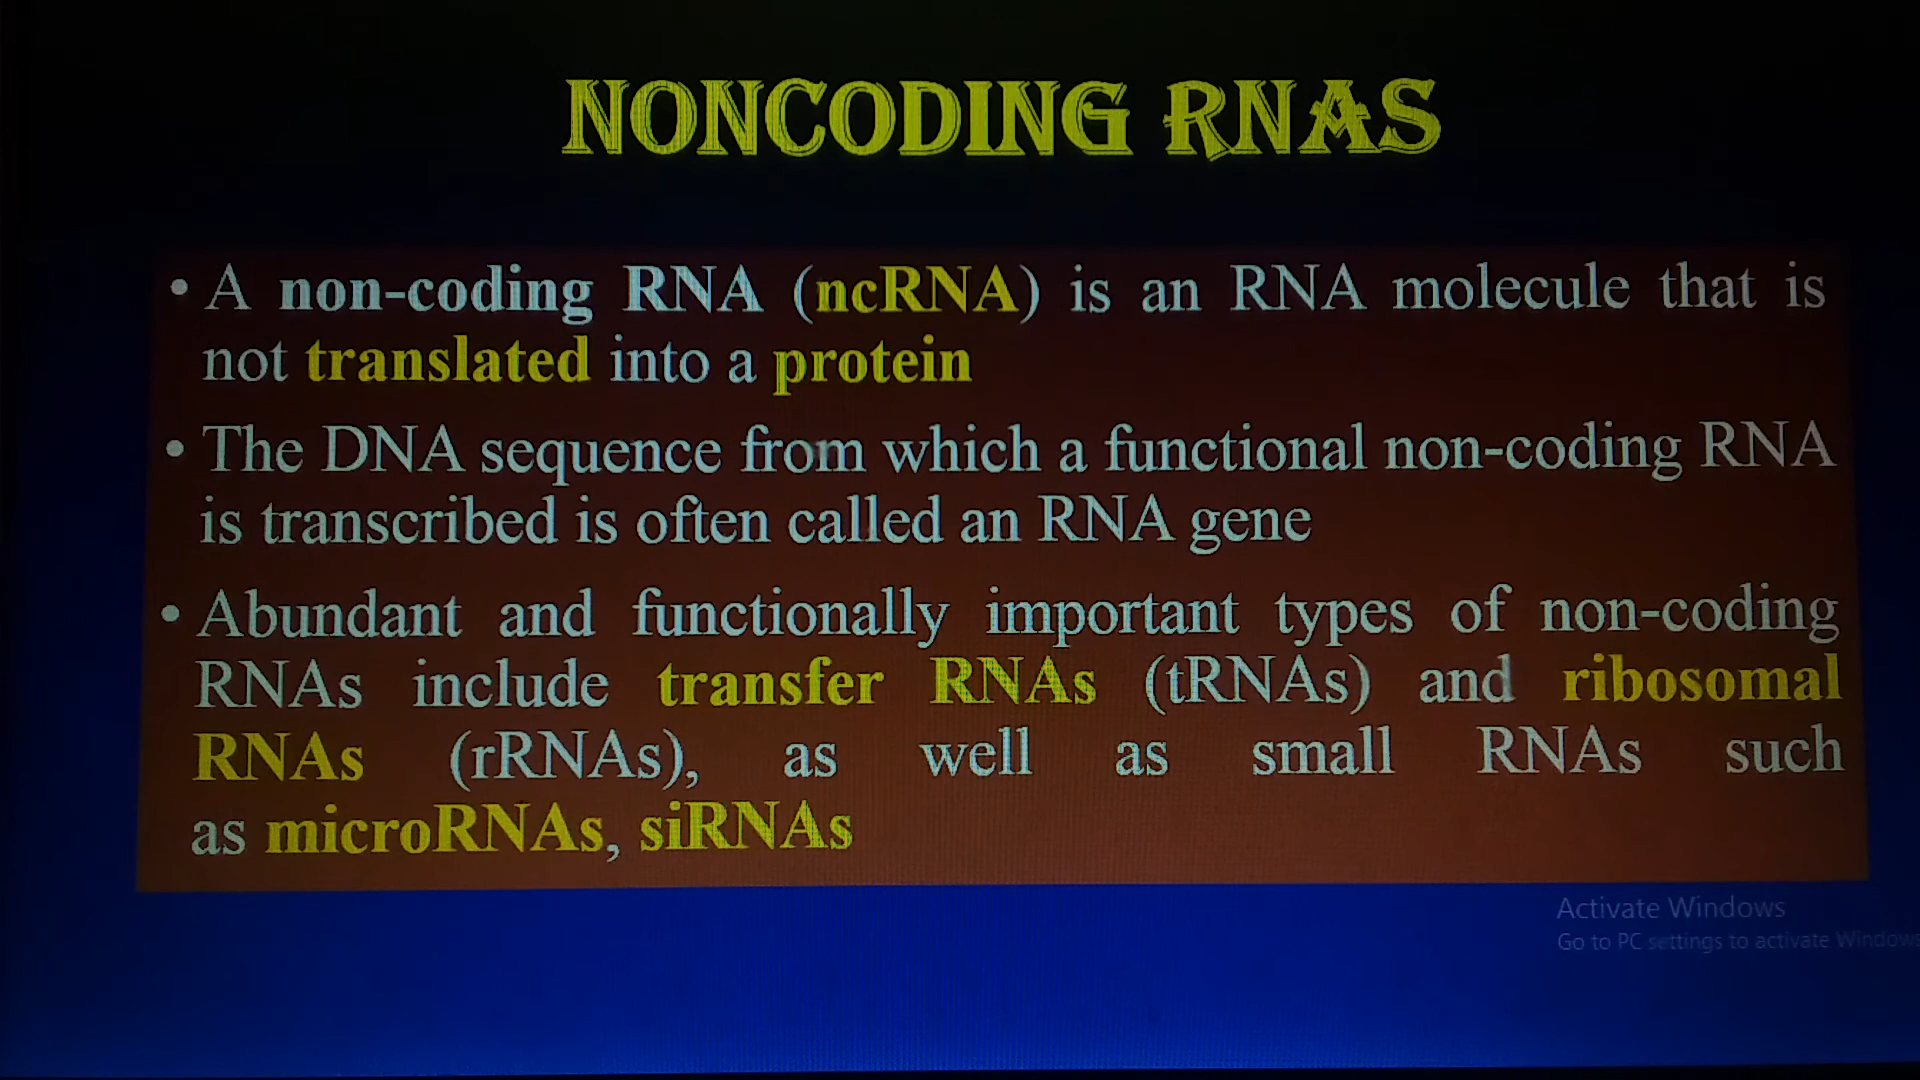 NONCODING RNAS
• A non-coding RNA (ncRNA) is an RNA molecule that is
not translated into a protein
• The DNA sequence from which a functional non-coding RNA
is transcribed is often called an RNA gene
• Abundant and functionally important types of non-coding
RNAs include transfer RNAs (tRNAs) and ribosomal
RNAs (rRNAs), as well as small RNAs such
as microRNAs, siRNAs
Activate Windows
Go to PC settings to activate Windows